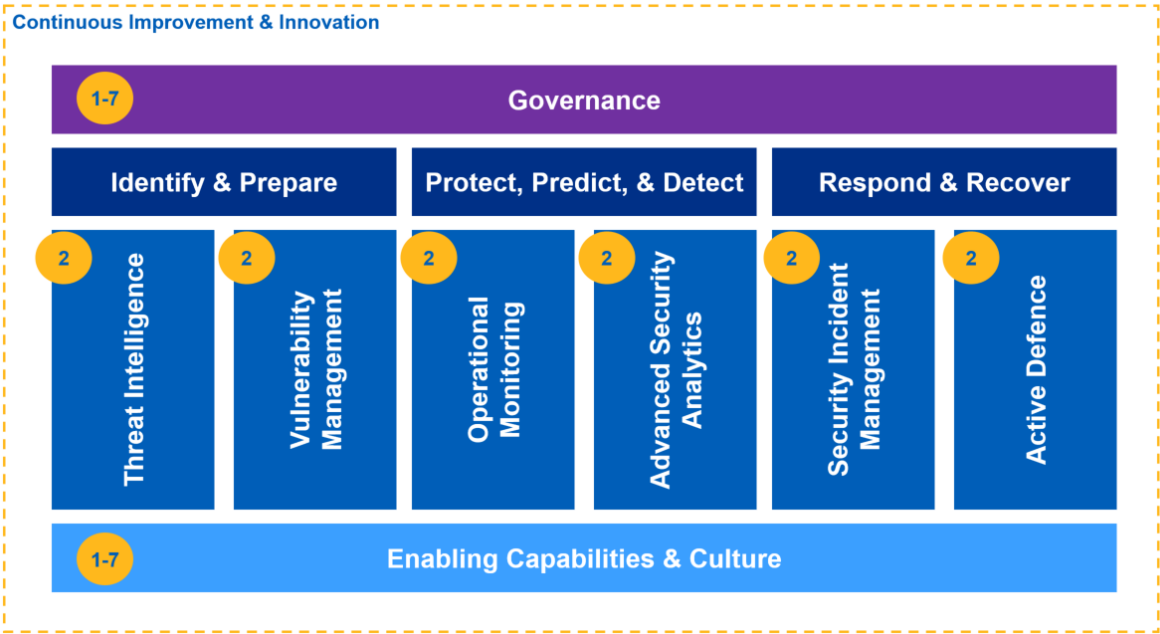 Continuous Improvement & Innovation
1-7
Governance
Identify & Prepare
Protect, Predict, & Detect
Respond & Recover
2
Threat Intelligence
2
Vulnerability
Management
2
Operational
Monitoring
2
Advanced Security
Analytics
2
Security Incident
Management
2
Active Defence
1-7
Enabling Capabilities & Culture